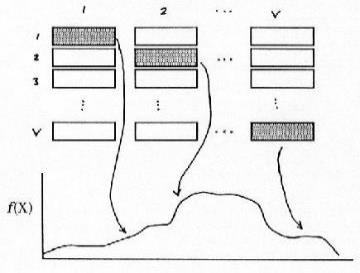 1 2 ... V
1
2 ...
3
⋮ ⋮ ⋮
V ...
f(X)